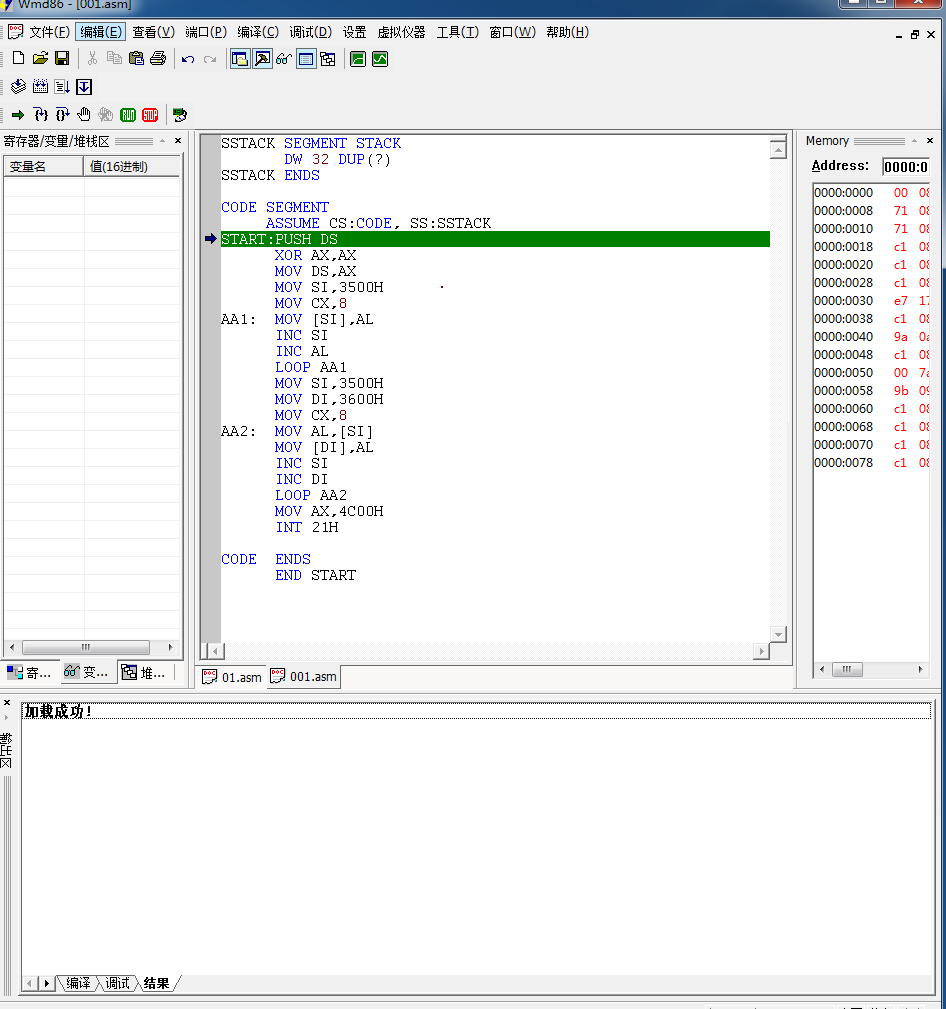 Wmd86 - [001.asm]
文件(F) 编辑(E) 查看(V) 端口(P) 编译(C) 调试(D) 设置 虚拟仪器 工具(T) 窗口(W) 帮助(H)
RUN STOP
寄存器/变量/堆栈区
变量名 值(16进制)
寄... 变... 堆...
SSTACK SEGMENT STACK
DW 32 DUP(?)
SSTACK ENDS
CODE SEGMENT
ASSUME CS:CODE, SS:SSTACK
START:PUSH DS
XOR AX,AX
MOV DS,AX
MOV SI,3500H
MOV CX,8
AA1: MOV [SI],AL
INC SI
INC AL
LOOP AA1
MOV SI,3500H
MOV DI,3600H
MOV CX,8
AA2: MOV AL,[SI]
MOV [DI],AL
INC SI
INC DI
LOOP AA2
MOV AX,4C00H
INT 21H
CODE ENDS
END START
01.asm 001.asm
Memory
Address: 0000:0
0000:0000 00 08
0000:0008 71 08
0000:0010 71 08
0000:0018 c1 08
0000:0020 c1 08
0000:0028 c1 08
0000:0030 e7 17
0000:0038 c1 08
0000:0040 9a 0a
0000:0048 c1 08
0000:0050 00 7a
0000:0058 9b 09
0000:0060 c1 08
0000:0068 c1 08
0000:0070 c1 08
0000:0078 c1 08
加载成功!
编译 调试 结果